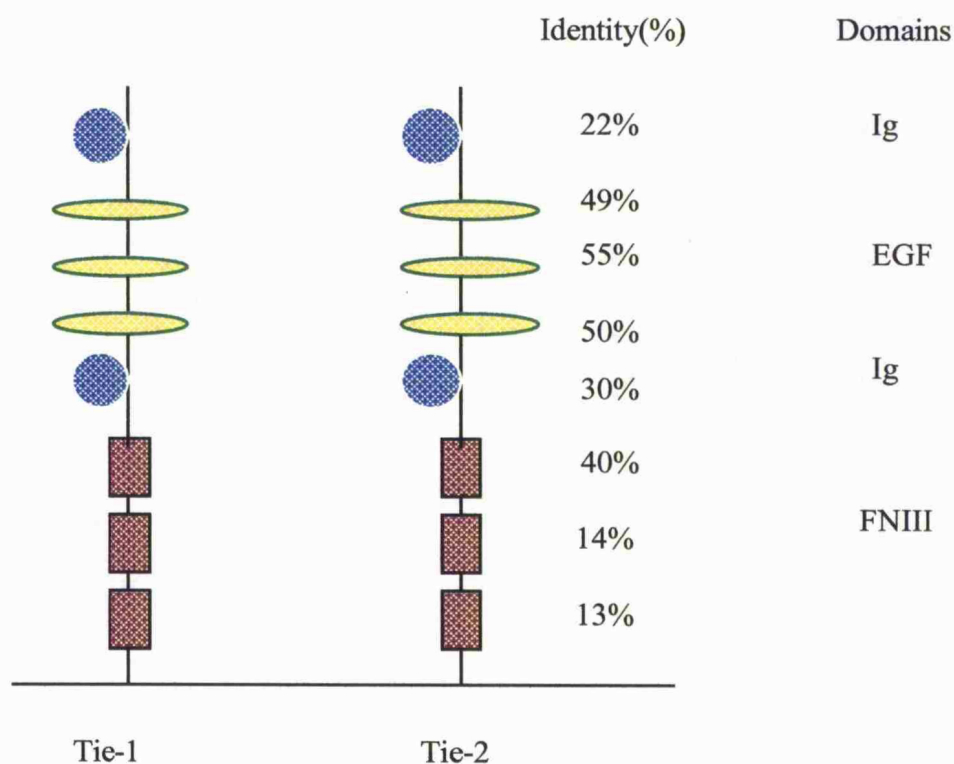 Identity(%) Domains
22% Ig
49%
55% EGF
50%
30% Ig
40%
14% FNIII
13%
Tie-1 Tie-2